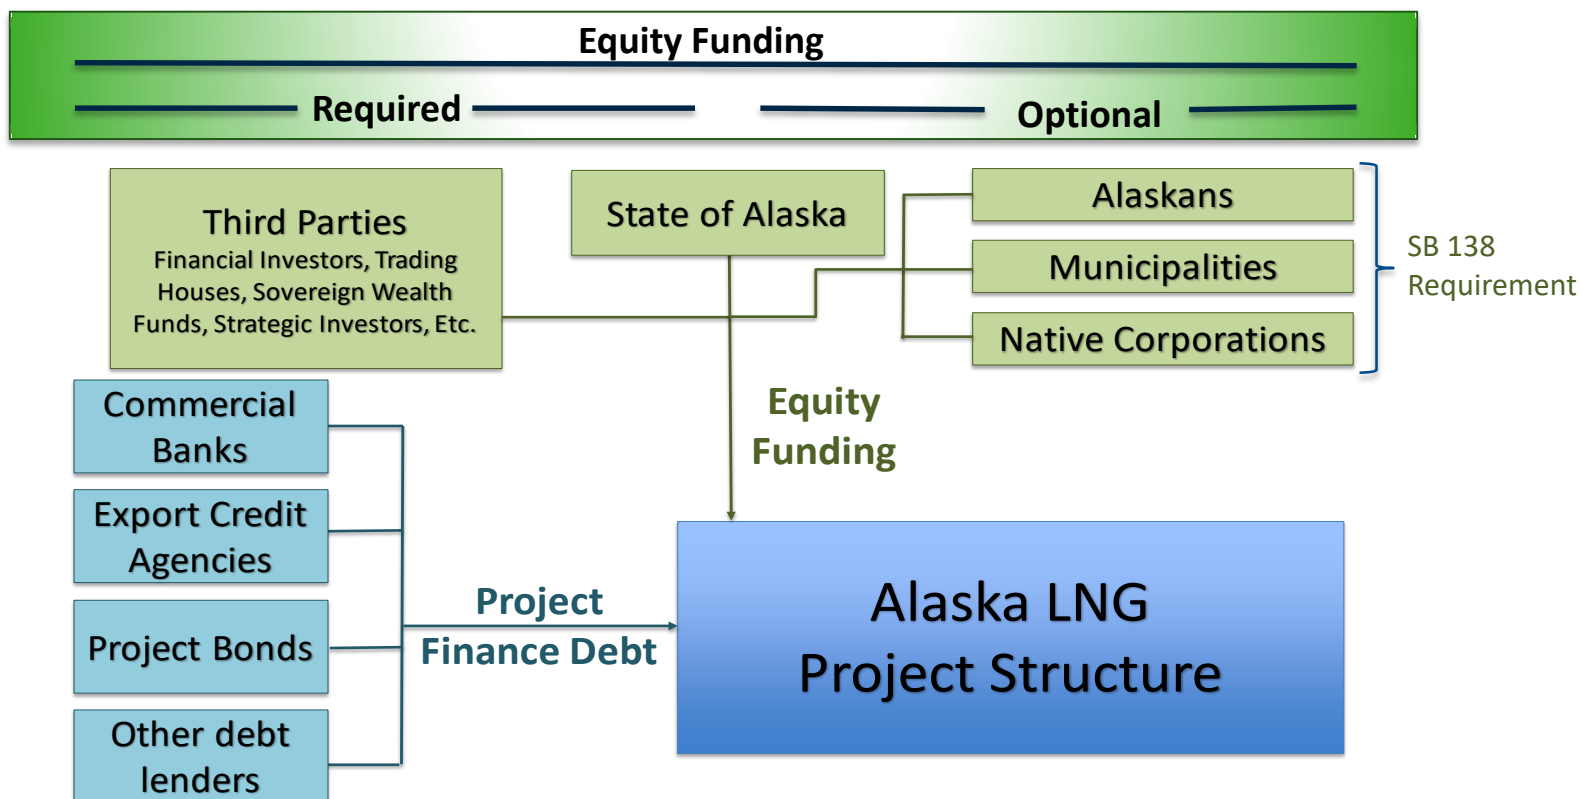 Equity Funding
Required
Optional
Third Parties
Financial Investors, Trading
Houses, Sovereign Wealth
Funds, Strategic Investors, Etc.
State of Alaska
Alaskans
Municipalities
Native Corporations
SB 138
Requirement
Commercial
Banks
Export Credit
Agencies
Project Bonds
Other debt
lenders
Equity
Funding
Project
Finance Debt
Alaska LNG
Project Structure